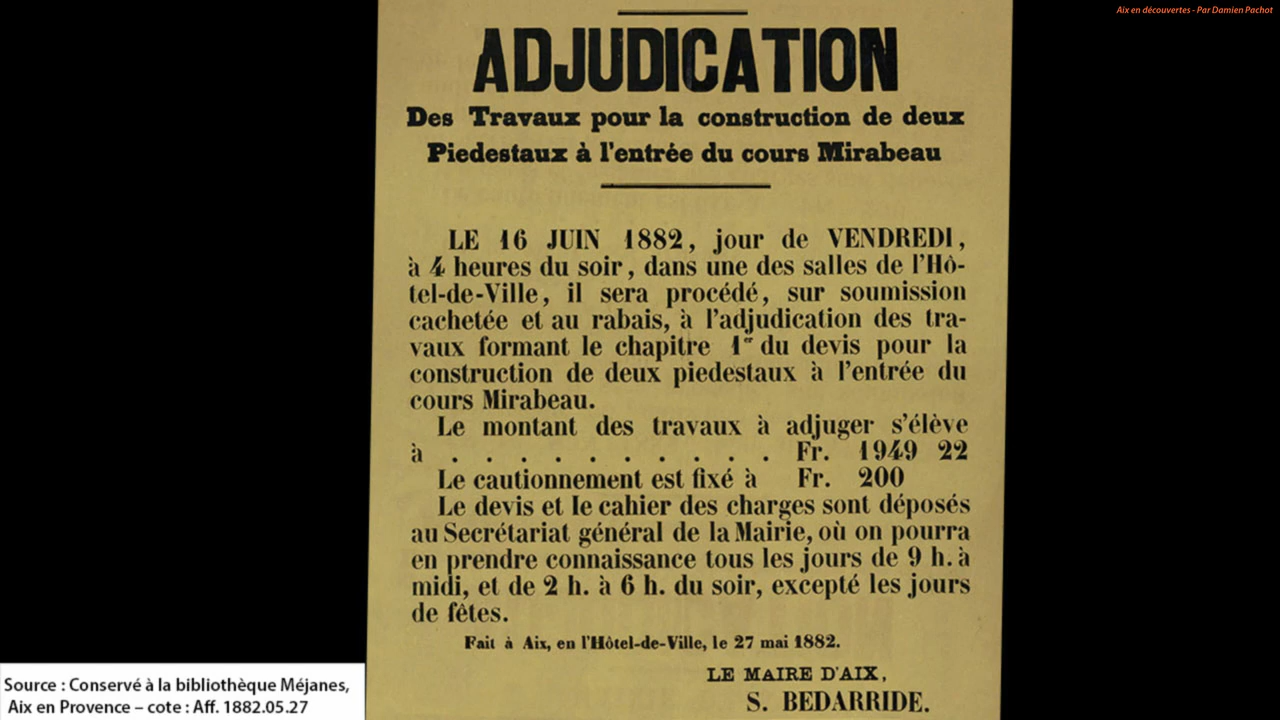 Aix en découvertes - Par Damien Pachot
ADJUDICATION
Des Travaux pour la construction de deux
Piedestaux à l'entrée du cours Mirabeau
LE 16 JUIN 1882, jour de VENDREDI,
à 4 heures du soir, dans une des salles de l'Hô-
tel-de-Ville, il sera procédé, sur soumission
cachetée et au rabais, à l'adjudication des tra-
vaux formant le chapitre 1er du devis pour la
construction de deux piedestaux à l'entrée du
cours Mirabeau.
Le montant des travaux à adjuger s'élève
à . . . . . . . . . . Fr. 1949 22
Le cautionnement est fixé à Fr. 200
Le devis et le cahier des charges sont déposés
au Secrétariat général de la Mairie, où on pourra
en prendre connaissance tous les jours de 9 h. à
midi, et de 2 h. à 6 h. du soir, excepté les jours
de fêtes.
Fait à Aix, en l'Hôtel-de-Ville, le 27 mai 1882.
LE MAIRE D'AIX,
S. BEDARRIDE.
Source : Conservé à la bibliothèque Méjanes,
Aix en Provence – cote : Aff. 1882.05.27